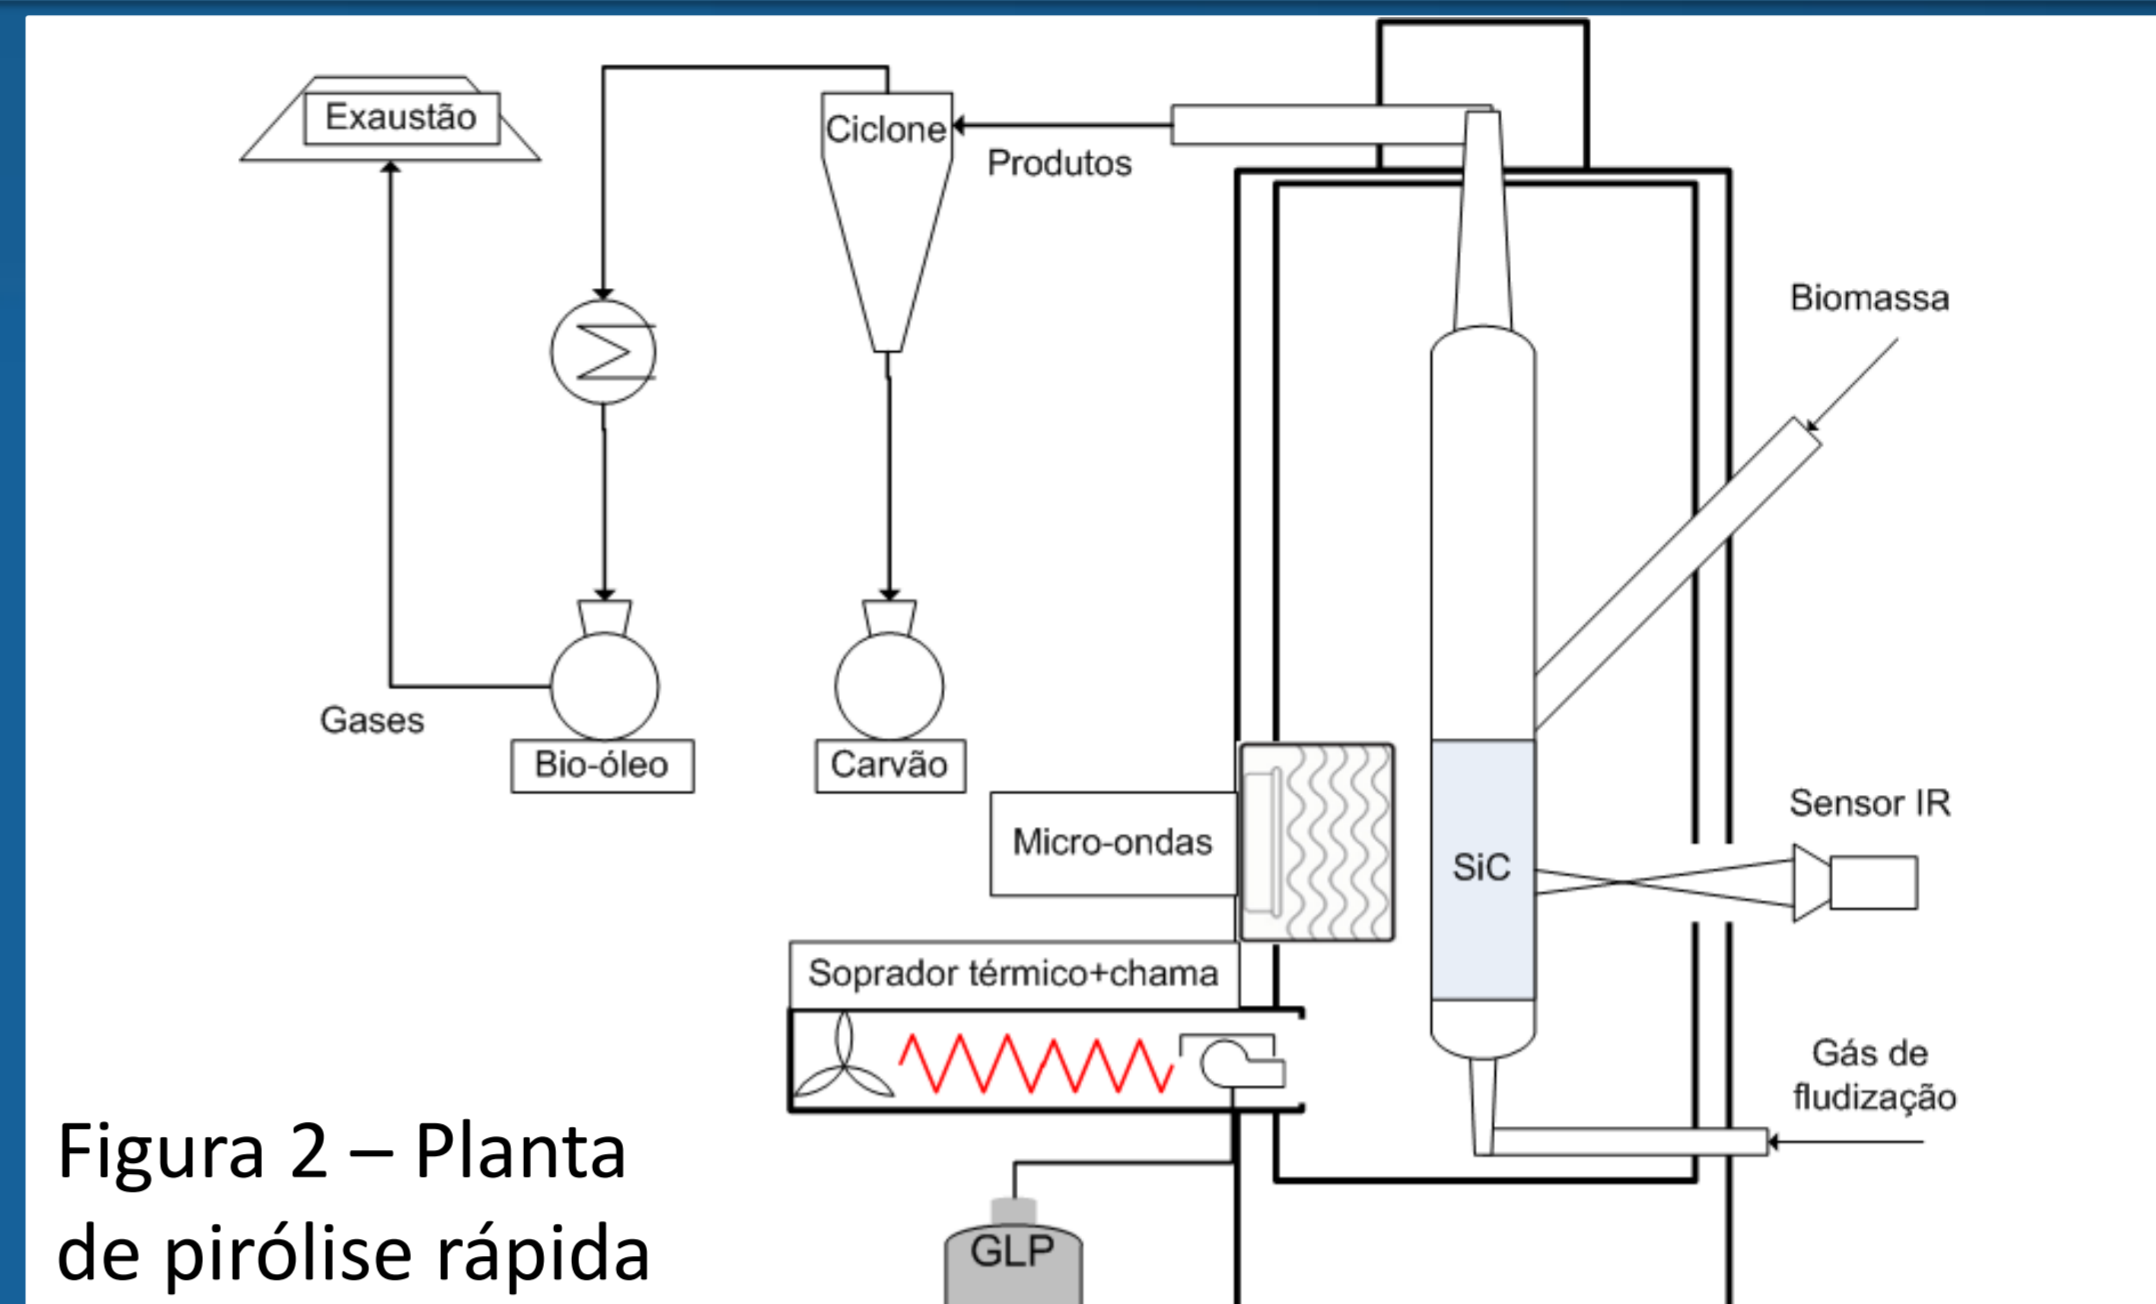 Exaustão
Ciclone
Produtos
Biomassa
Gases
Bio-óleo
Carvão
Micro-ondas
Sensor IR
SiC
Soprador térmico+chama
Gás de
fludização
GLP
Figura 2 – Planta
de pirólise rápida